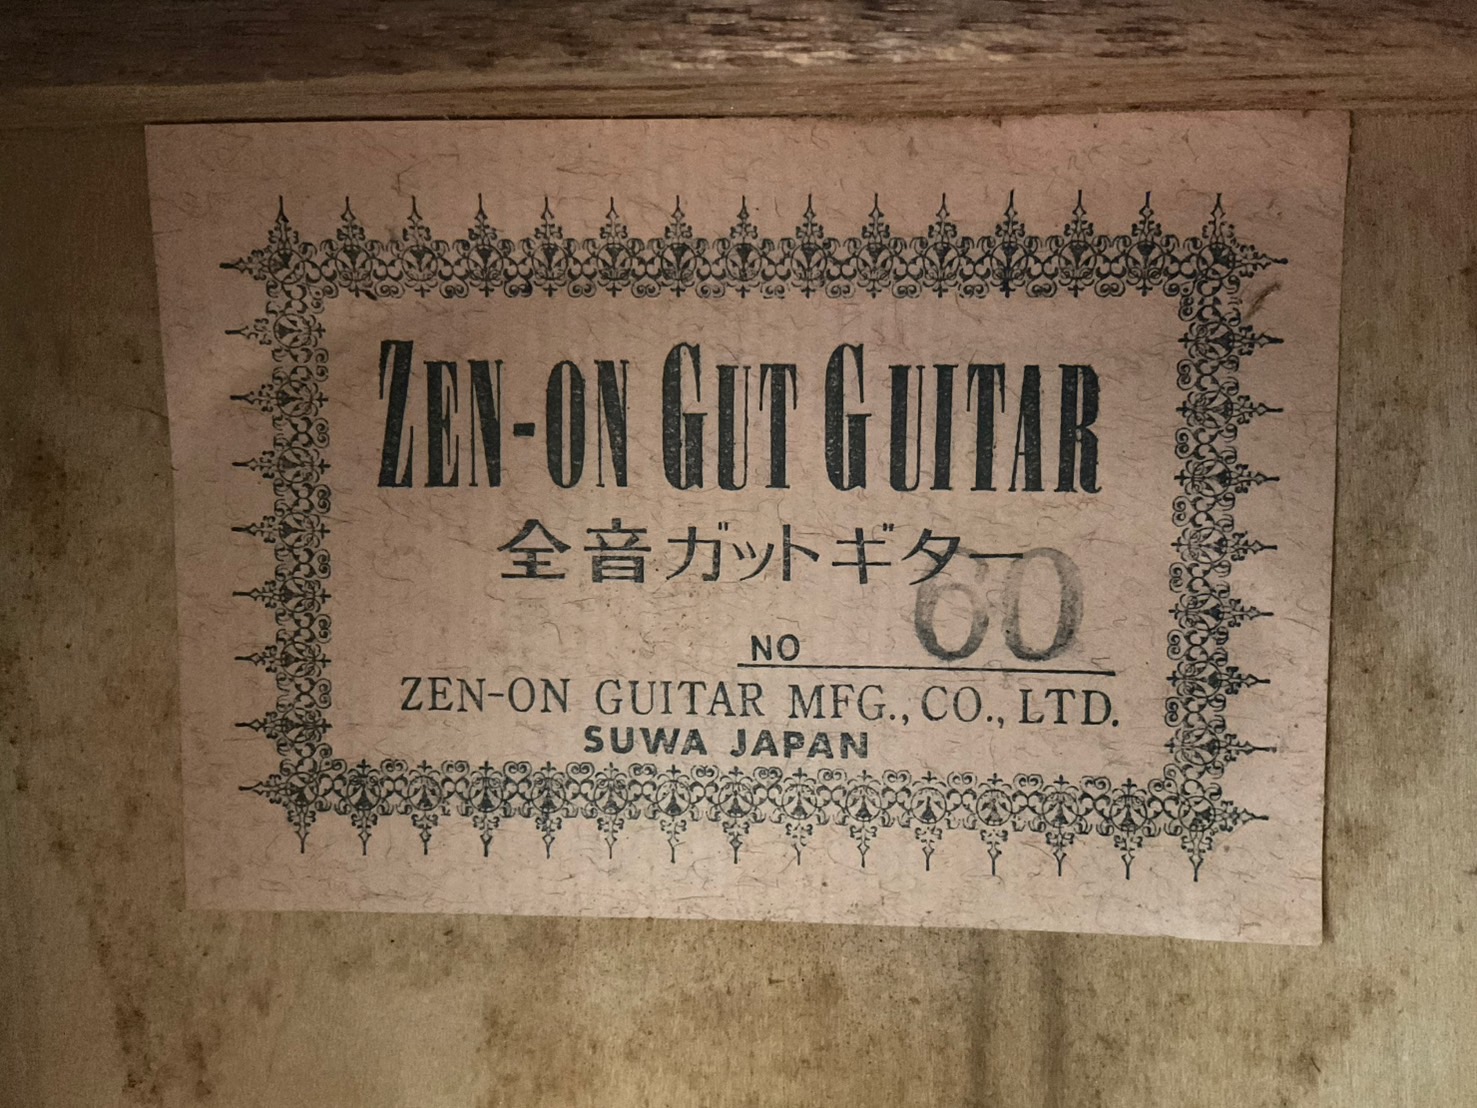 ZEN-ON GUT GUITAR
全音ガットギター
NO 60
ZEN-ON GUITAR MFG., CO., LTD.
SUWA JAPAN